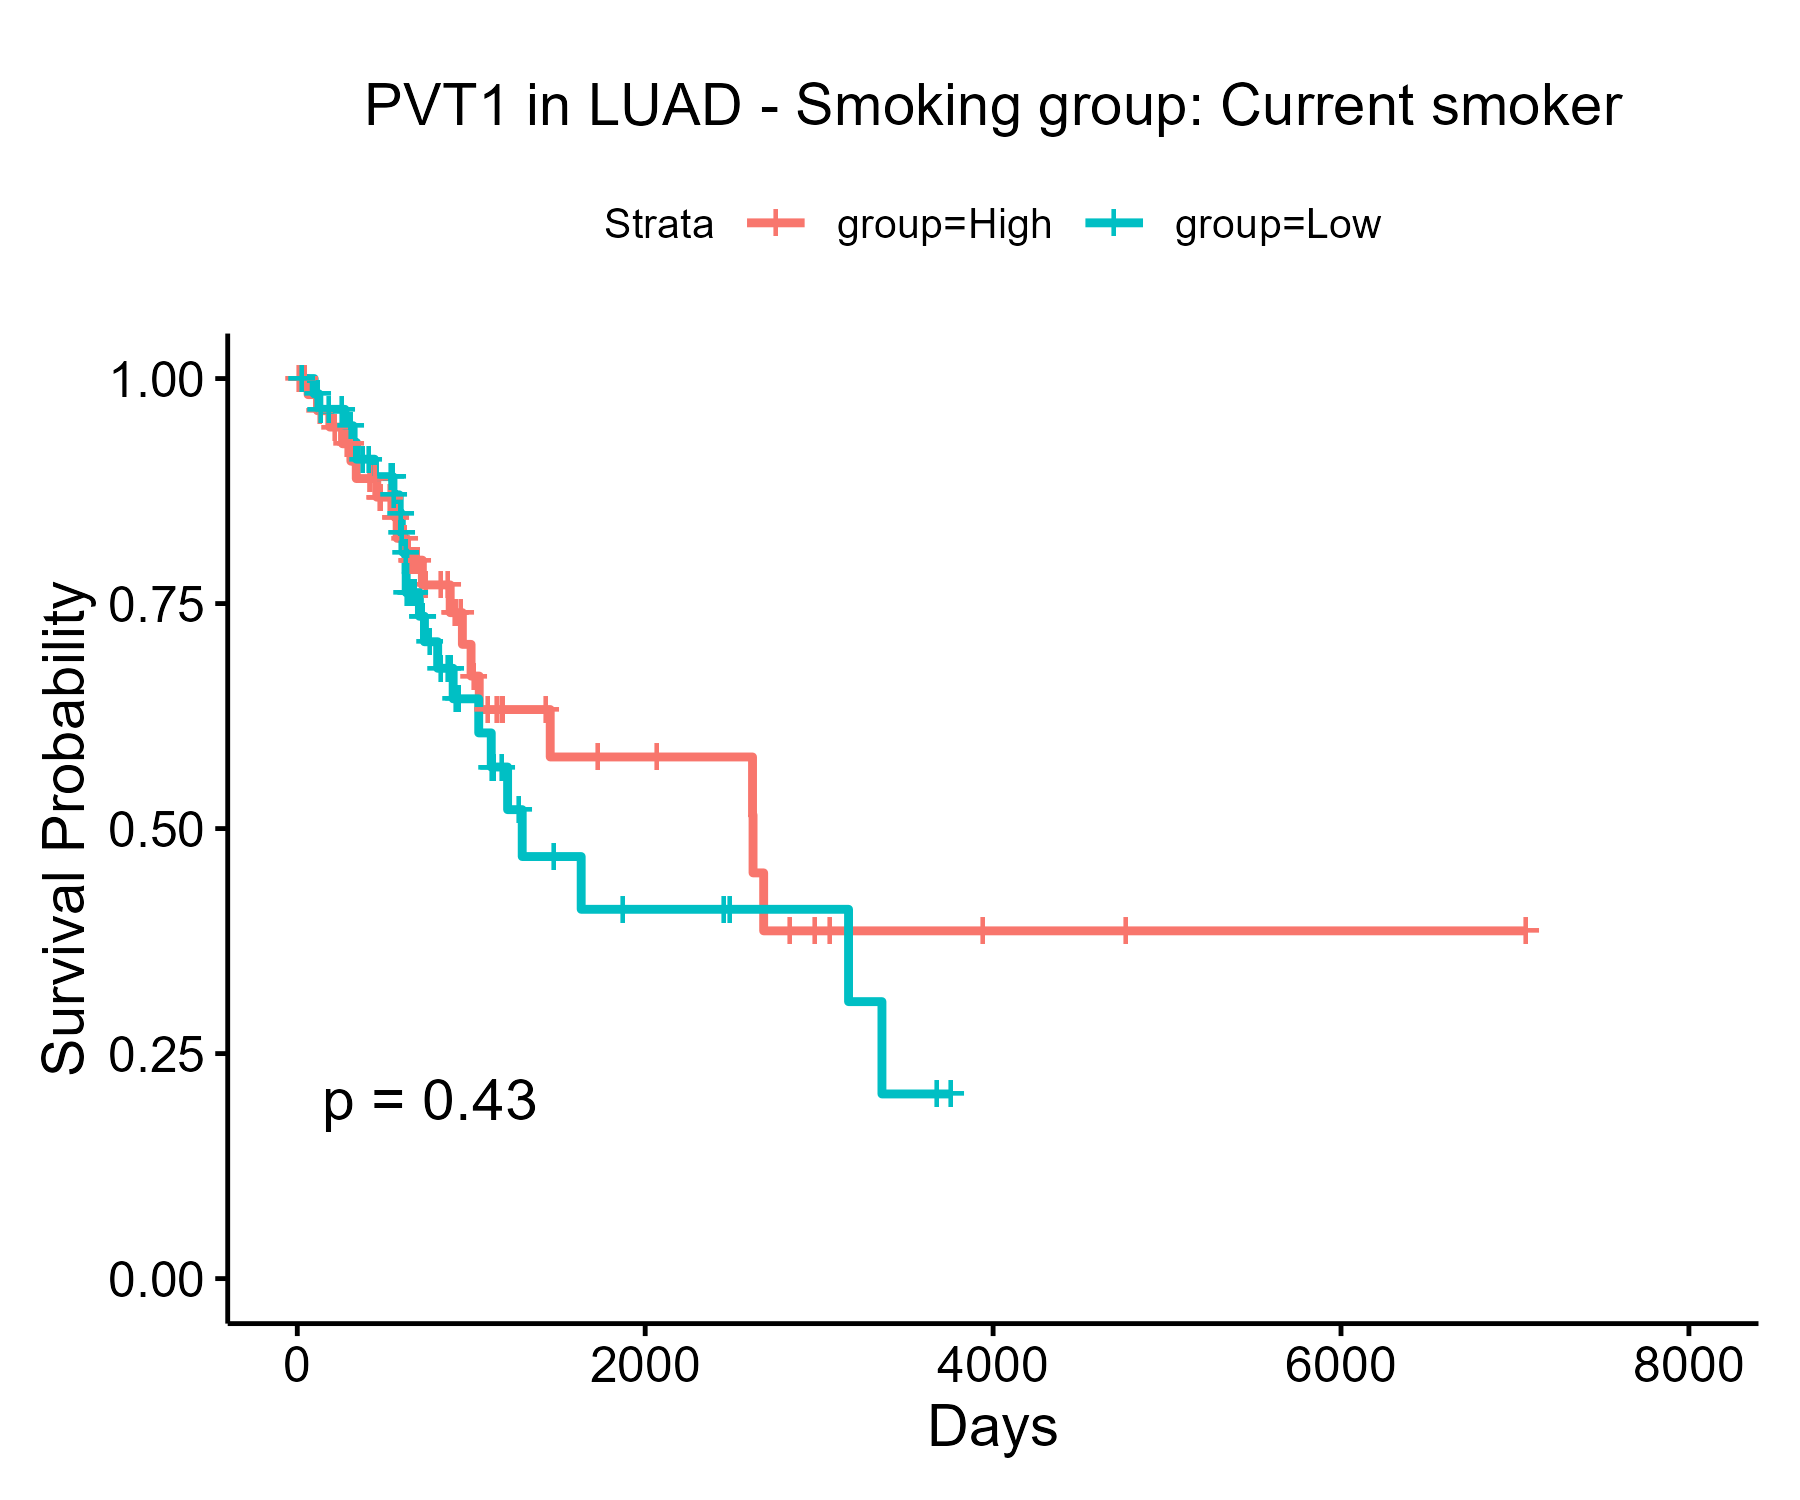 PVT1 in LUAD - Smoking group: Current smoker
Strata group=High group=Low
Survival Probability
1.00
0.75
0.50
0.25
0.00
p = 0.43
0 2000 4000 6000 8000
Days